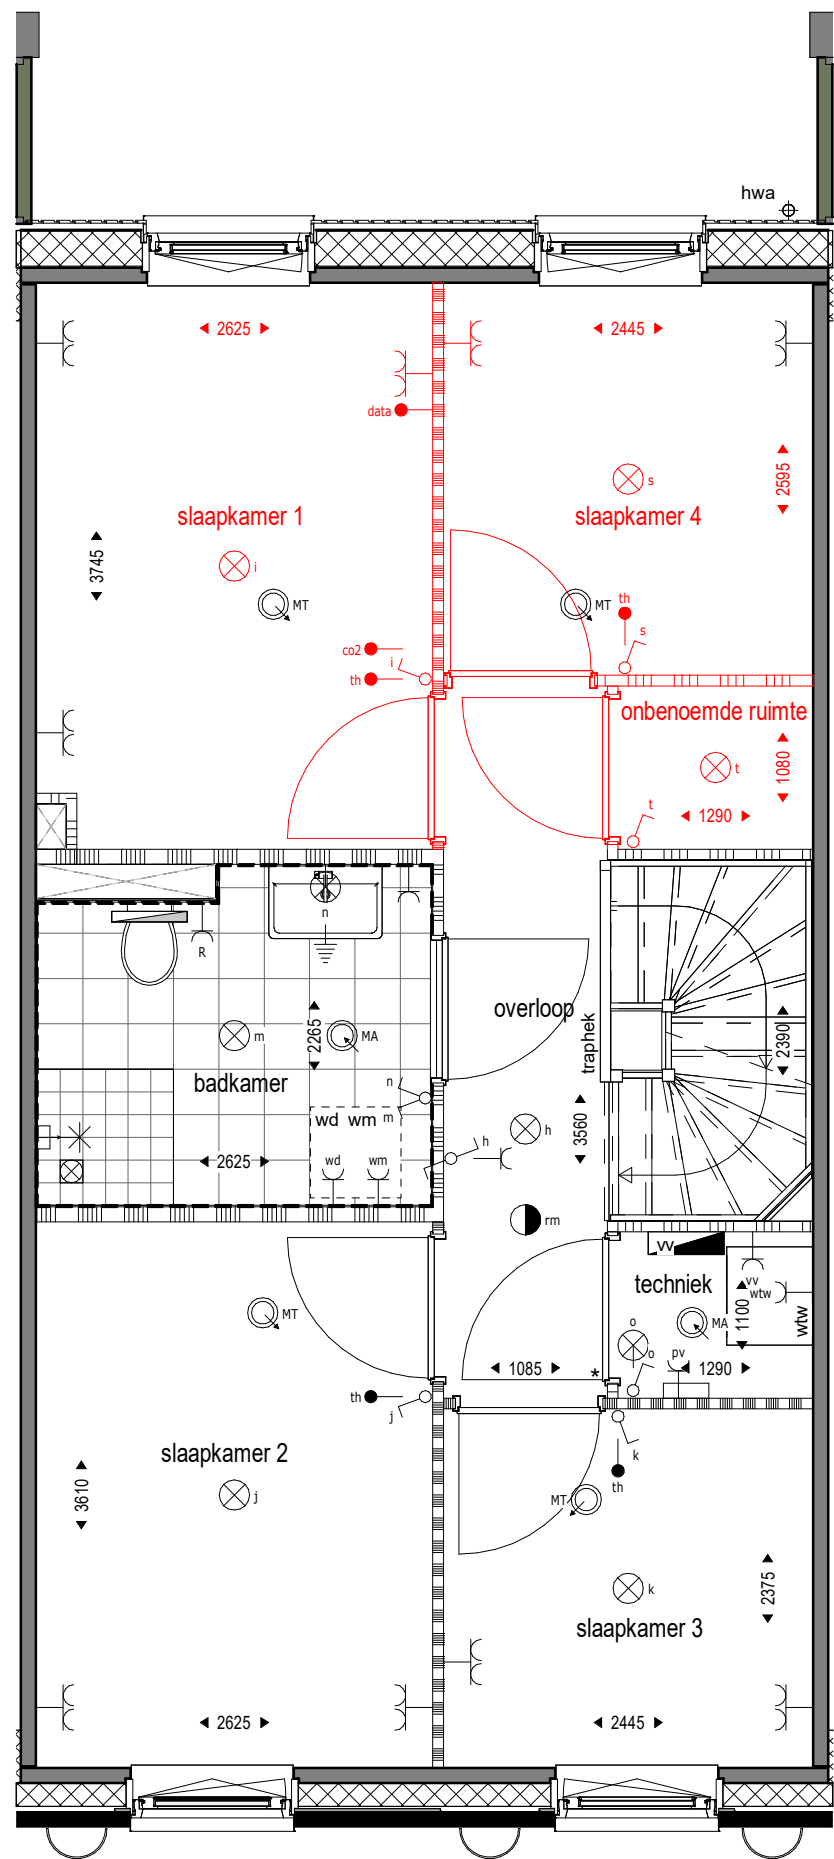 hwa
2625
2445
data
2595
s
slaapkamer 1
slaapkamer 4
3745
i
MT
MT
th
s
co2
i
th
onbenoemde ruimte
t
1080
t
1290
n
R
overloop
traphek
2390
m
2265
MA
badkamer
n
m
wd wm
h
h
3560
2625
wd
wm
rm
vv
techniek
vv
wtw
wtw
1100
MT
o
MA
o
pv
1085
*
1290
th
j
k
th
slaapkamer 2
3610
j
MT
2375
k
slaapkamer 3
2625
2445